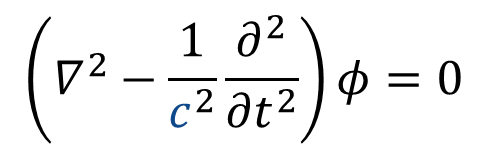 (∇² − 1/c² ∂²/∂t²) ϕ = 0